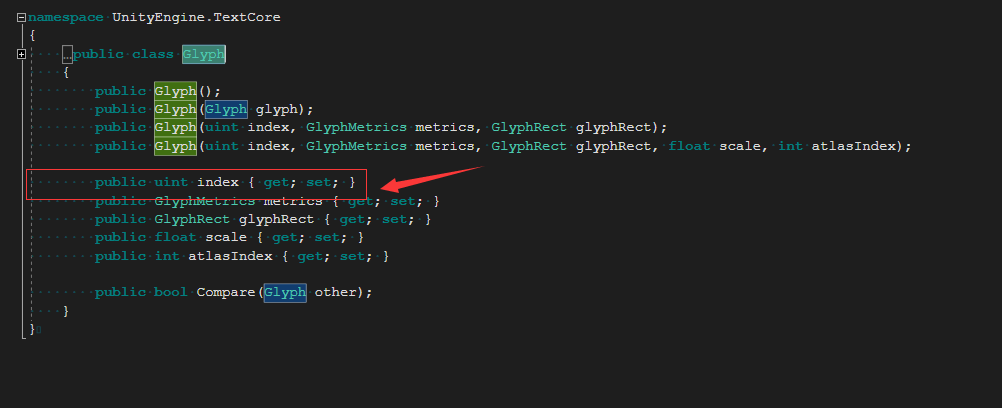 namespace UnityEngine.TextCore
{
...public class Glyph
{
public Glyph();
public Glyph(Glyph glyph);
public Glyph(uint index, GlyphMetrics metrics, GlyphRect glyphRect);
public Glyph(uint index, GlyphMetrics metrics, GlyphRect glyphRect, float scale, int atlasIndex);
public uint index { get; set; }
public GlyphMetrics metrics { get; set; }
public GlyphRect glyphRect { get; set; }
public float scale { get; set; }
public int atlasIndex { get; set; }
public bool Compare(Glyph other);
}
}